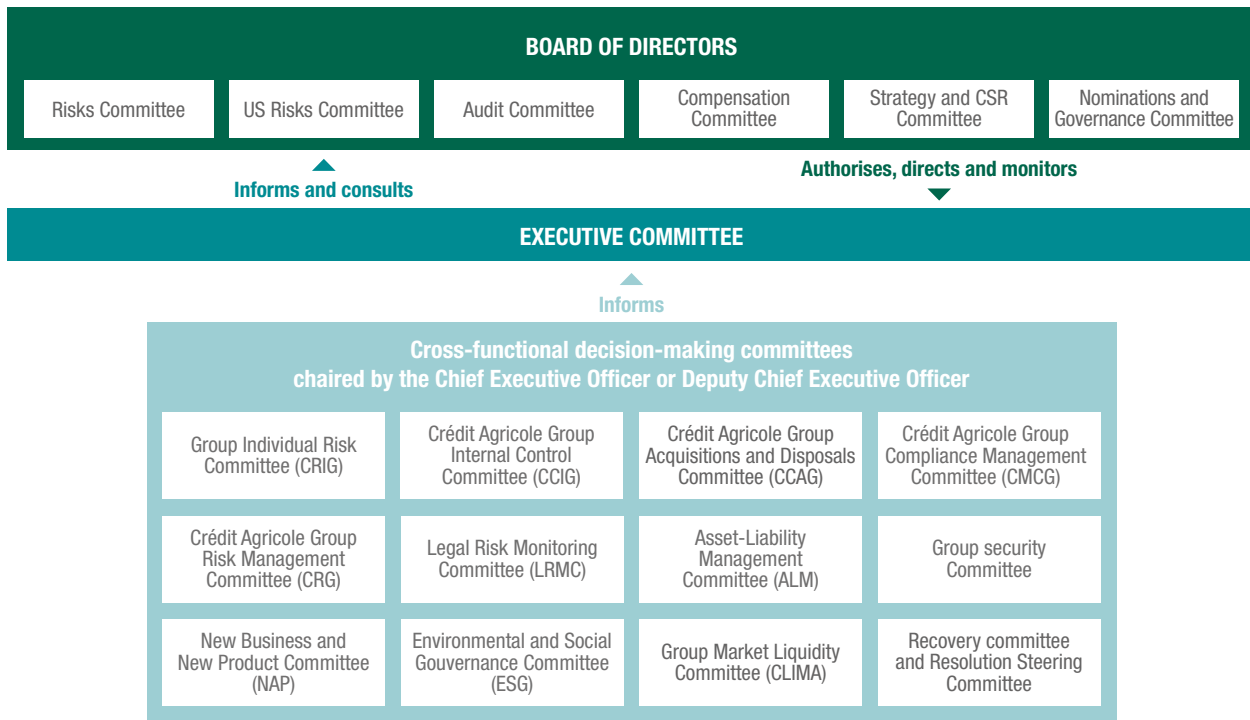 BOARD OF DIRECTORS
Risks Committee
US Risks Committee
Audit Committee
Compensation
Committee
Strategy and CSR
Committee
Nominations and
Governance Committee
Informs and consults
Authorises, directs and monitors
EXECUTIVE COMMITTEE
Informs
Cross-functional decision-making committees
chaired by the Chief Executive Officer or Deputy Chief Executive Officer
Group Individual Risk
Committee (CRIG)
Crédit Agricole Group
Internal Control
Committee (CCIG)
Crédit Agricole Group
Acquisitions and Disposals
Committee (CCAG)
Crédit Agricole Group
Compliance Management
Committee (CMCG)
Crédit Agricole Group
Risk Management
Committee (CRG)
Legal Risk Monitoring
Committee (LRMC)
Asset-Liability
Management
Committee (ALM)
Group security
Committee
New Business and
New Product Committee
(NAP)
Environmental and Social
Gouvernance Committee
(ESG)
Group Market Liquidity
Committee (CLIMA)
Recovery committee
and Resolution Steering
Committee